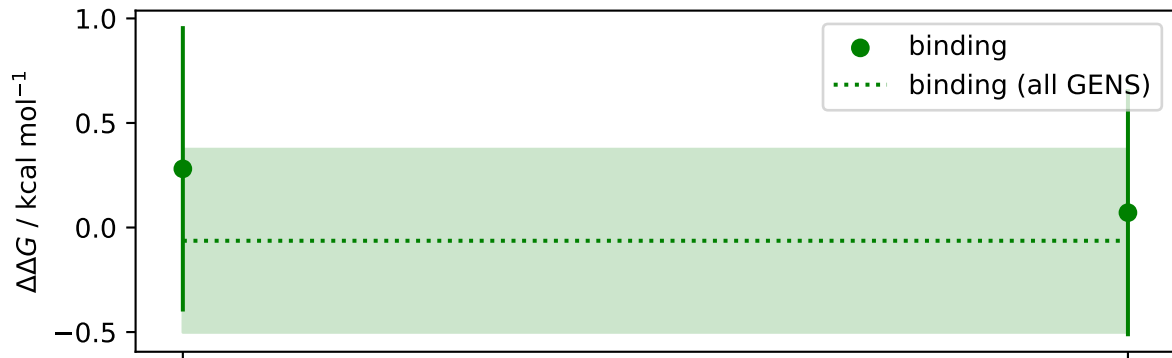 1.0
0.5
0.0
−0.5
ΔΔG / kcal mol⁻¹
binding
binding (all GENS)